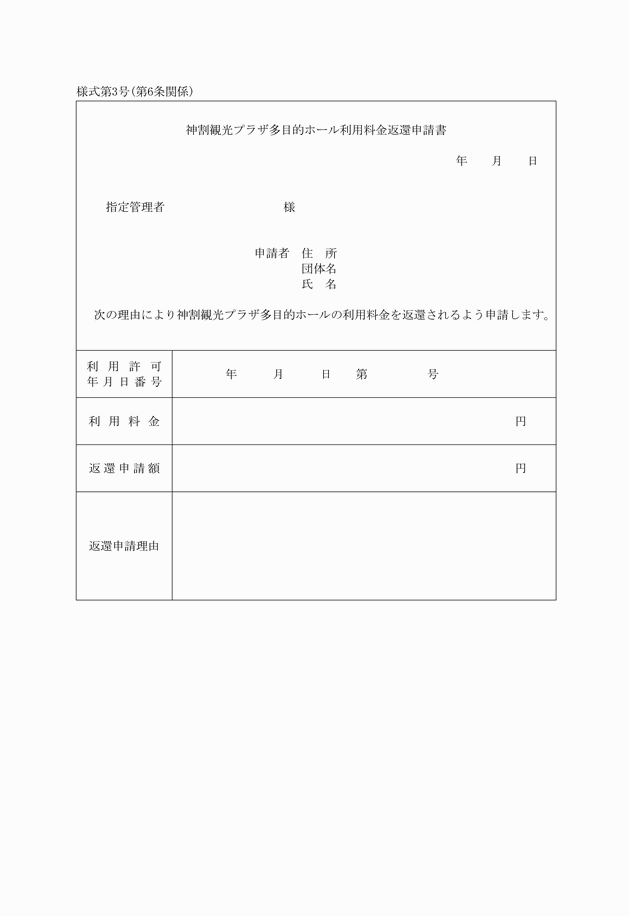 様式第3号(第6条関係)
神割観光プラザ多目的ホール利用料金返還申請書
年　　月　　日
指定管理者　　　　　　　　　　様
申請者　住　所
団体名
氏　名
次の理由により神割観光プラザ多目的ホールの利用料金を返還されるよう申請します。
利用許可
年月日番号
年　　　月　　　日　　第　　　　　号
利用料金
円
返還申請額
円
返還申請理由